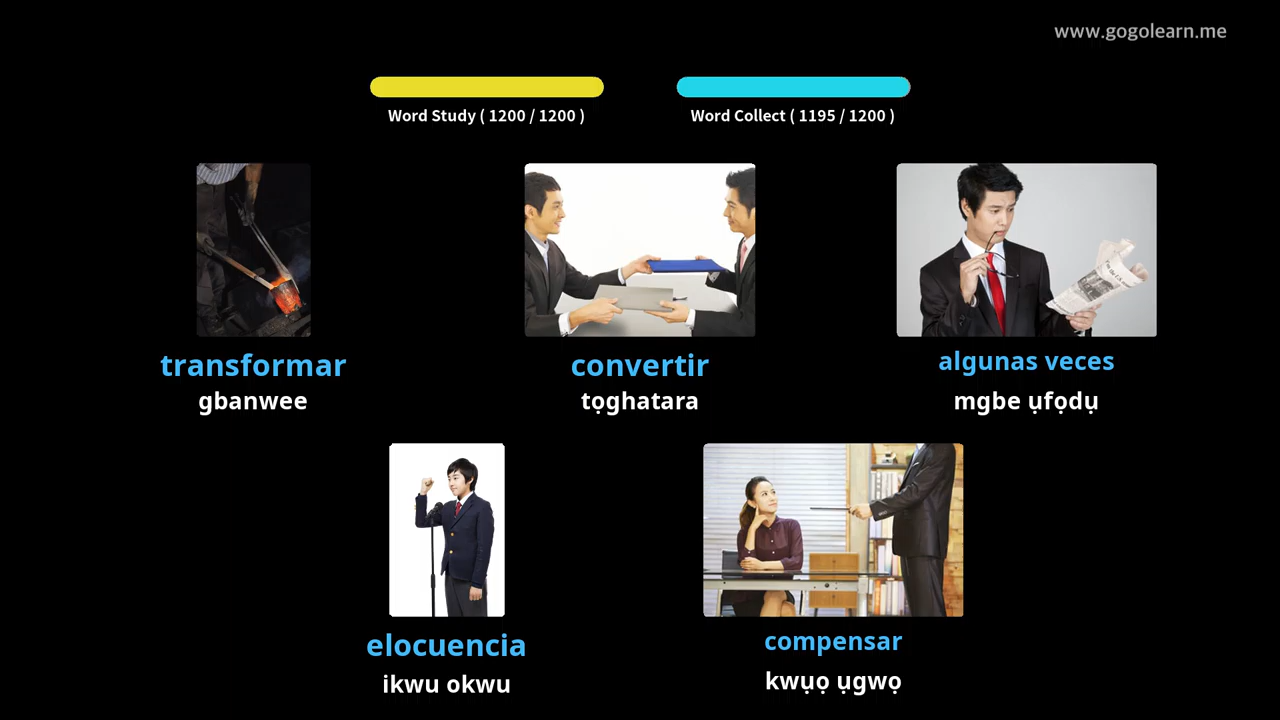 www.gogolearn.me
Word Study ( 1200 / 1200 )
Word Collect ( 1195 / 1200 )
transformar
gbanwee
convertir
tọghatara
algunas veces
mgbe ụfọdụ
elocuencia
ikwu okwu
compensar
kwụọ ụgwọ